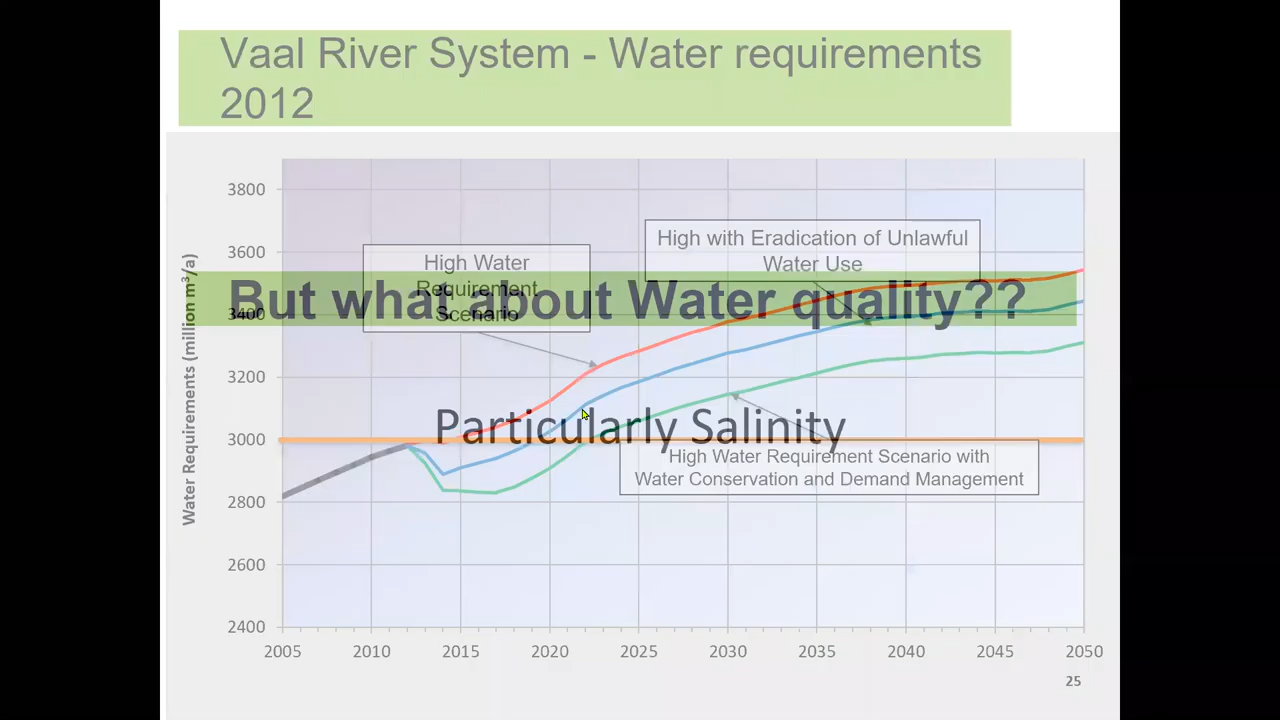 Vaal River System - Water requirements
2012
3800
3600
3400
3200
3000
2800
2600
2400
Water Requirements (million m³/a)
High Water
Requirement
Scenario
High with Eradication of Unlawful
Water Use
But what about Water quality??
Particularly Salinity
High Water Requirement Scenario with
Water Conservation and Demand Management
2005 2010 2015 2020 2025 2030 2035 2040 2045 2050
25